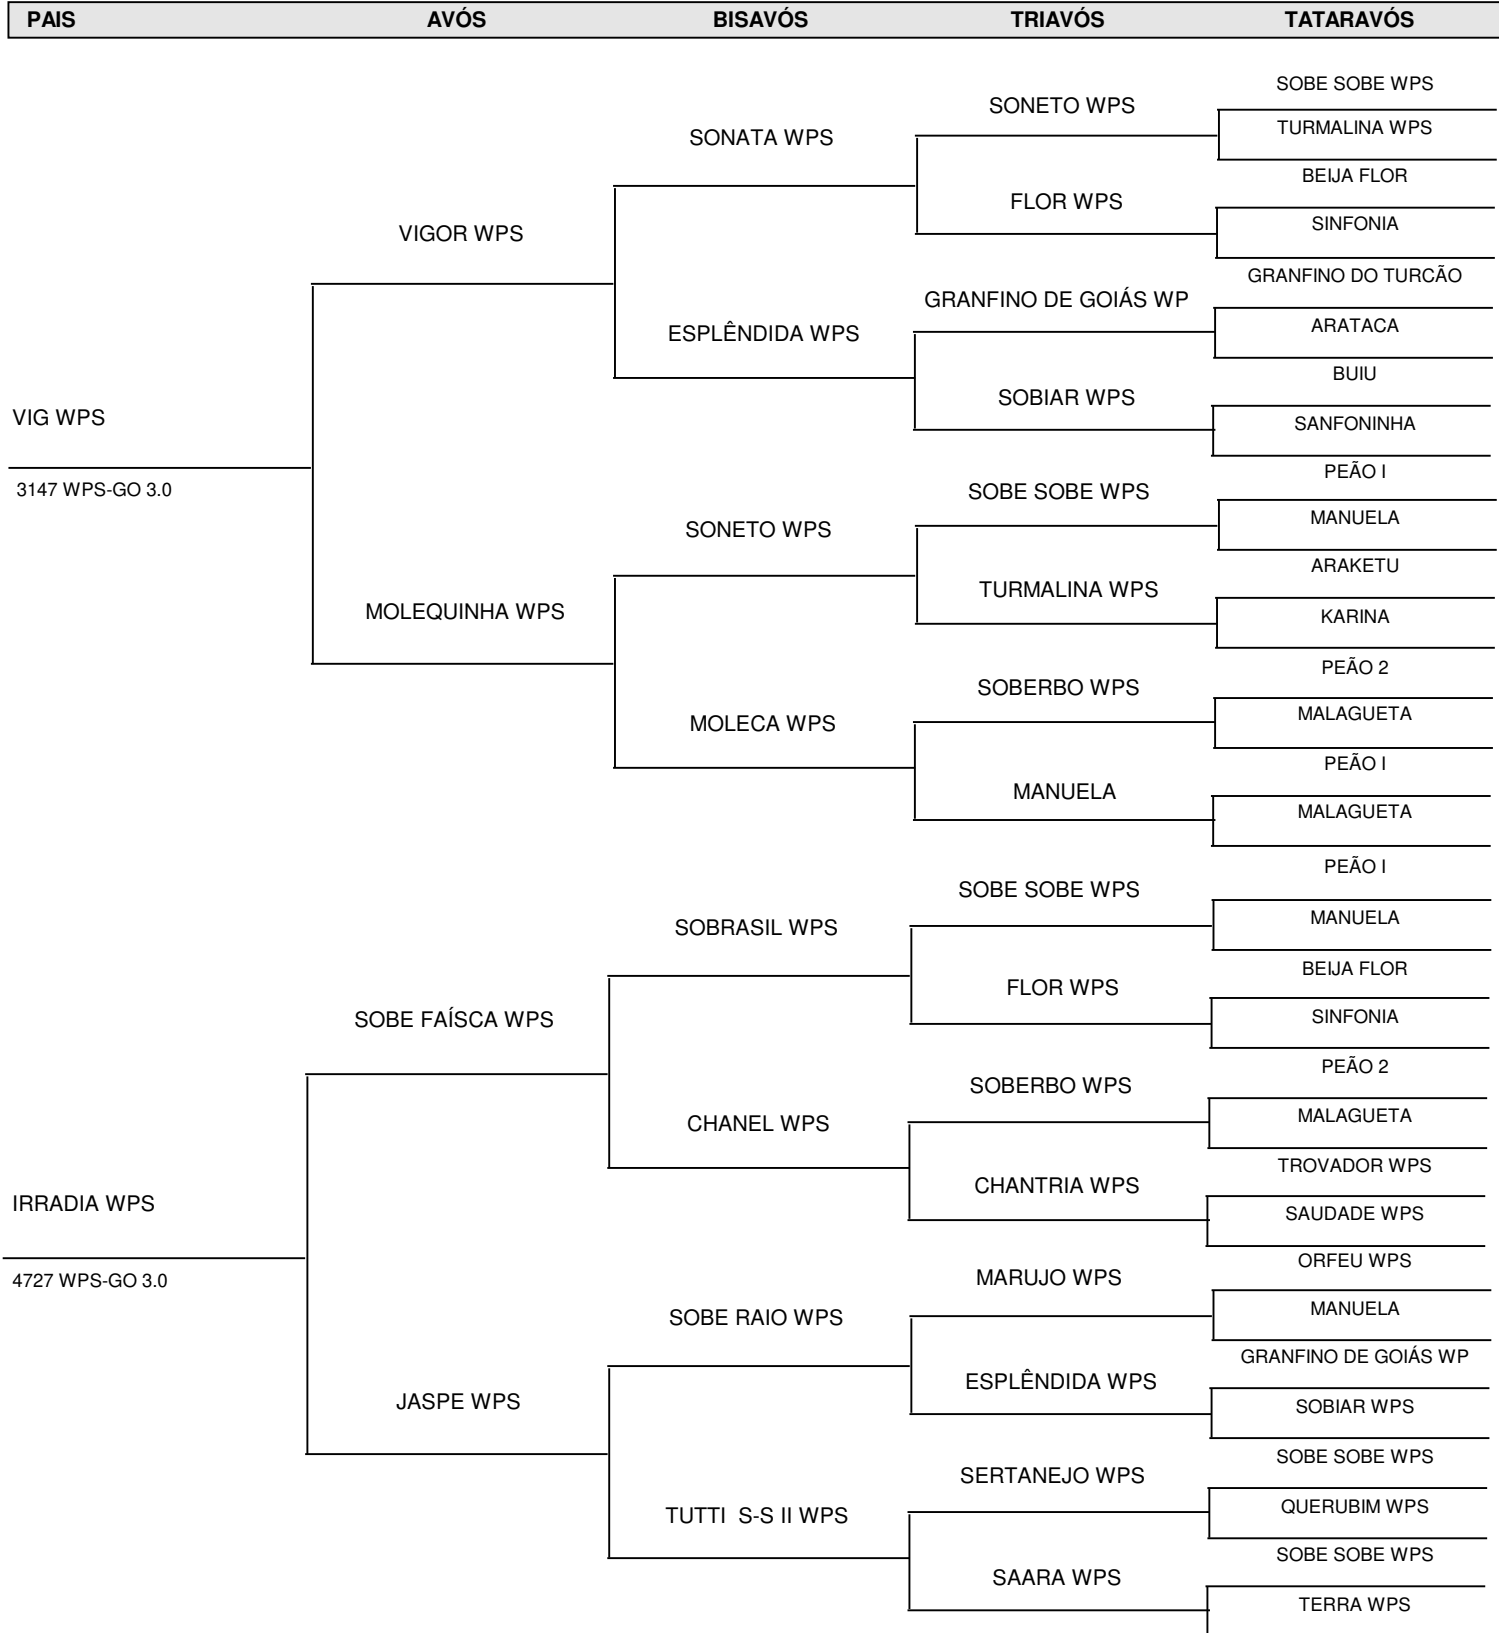 PAIS AVÓS BISAVÓS TRIAVÓS TATARAVÓS
SOBE SOBE WPS
SONETO WPS
TURMALINA WPS
SONATA WPS
BEIJA FLOR
FLOR WPS
SINFONIA
VIGOR WPS
GRANFINO DO TURCÃO
GRANFINO DE GOIÁS WP
ARATACA
ESPLÊNDIDA WPS
BUIU
SOBIAR WPS
VIG WPS
SANFONINHA
PEÃO I
3147 WPS-GO 3.0
SOBE SOBE WPS
MANUELA
SONETO WPS
ARAKETU
TURMALINA WPS
MOLEQUINHA WPS
KARINA
PEÃO 2
SOBERBO WPS
MALAGUETA
MOLECA WPS
PEÃO I
MANUELA
MALAGUETA
PEÃO I
SOBE SOBE WPS
MANUELA
SOBRASIL WPS
BEIJA FLOR
FLOR WPS
SOBE FAÍSCA WPS
SINFONIA
PEÃO 2
SOBERBO WPS
MALAGUETA
CHANEL WPS
TROVADOR WPS
CHANTRIA WPS
IRRADIA WPS
SAUDADE WPS
ORFEU WPS
4727 WPS-GO 3.0
MARUJO WPS
MANUELA
SOBE RAIO WPS
GRANFINO DE GOIÁS WP
ESPLÊNDIDA WPS
JASPE WPS
SOBIAR WPS
SOBE SOBE WPS
SERTANEJO WPS
QUERUBIM WPS
TUTTI S-S II WPS
SOBE SOBE WPS
SAARA WPS
TERRA WPS